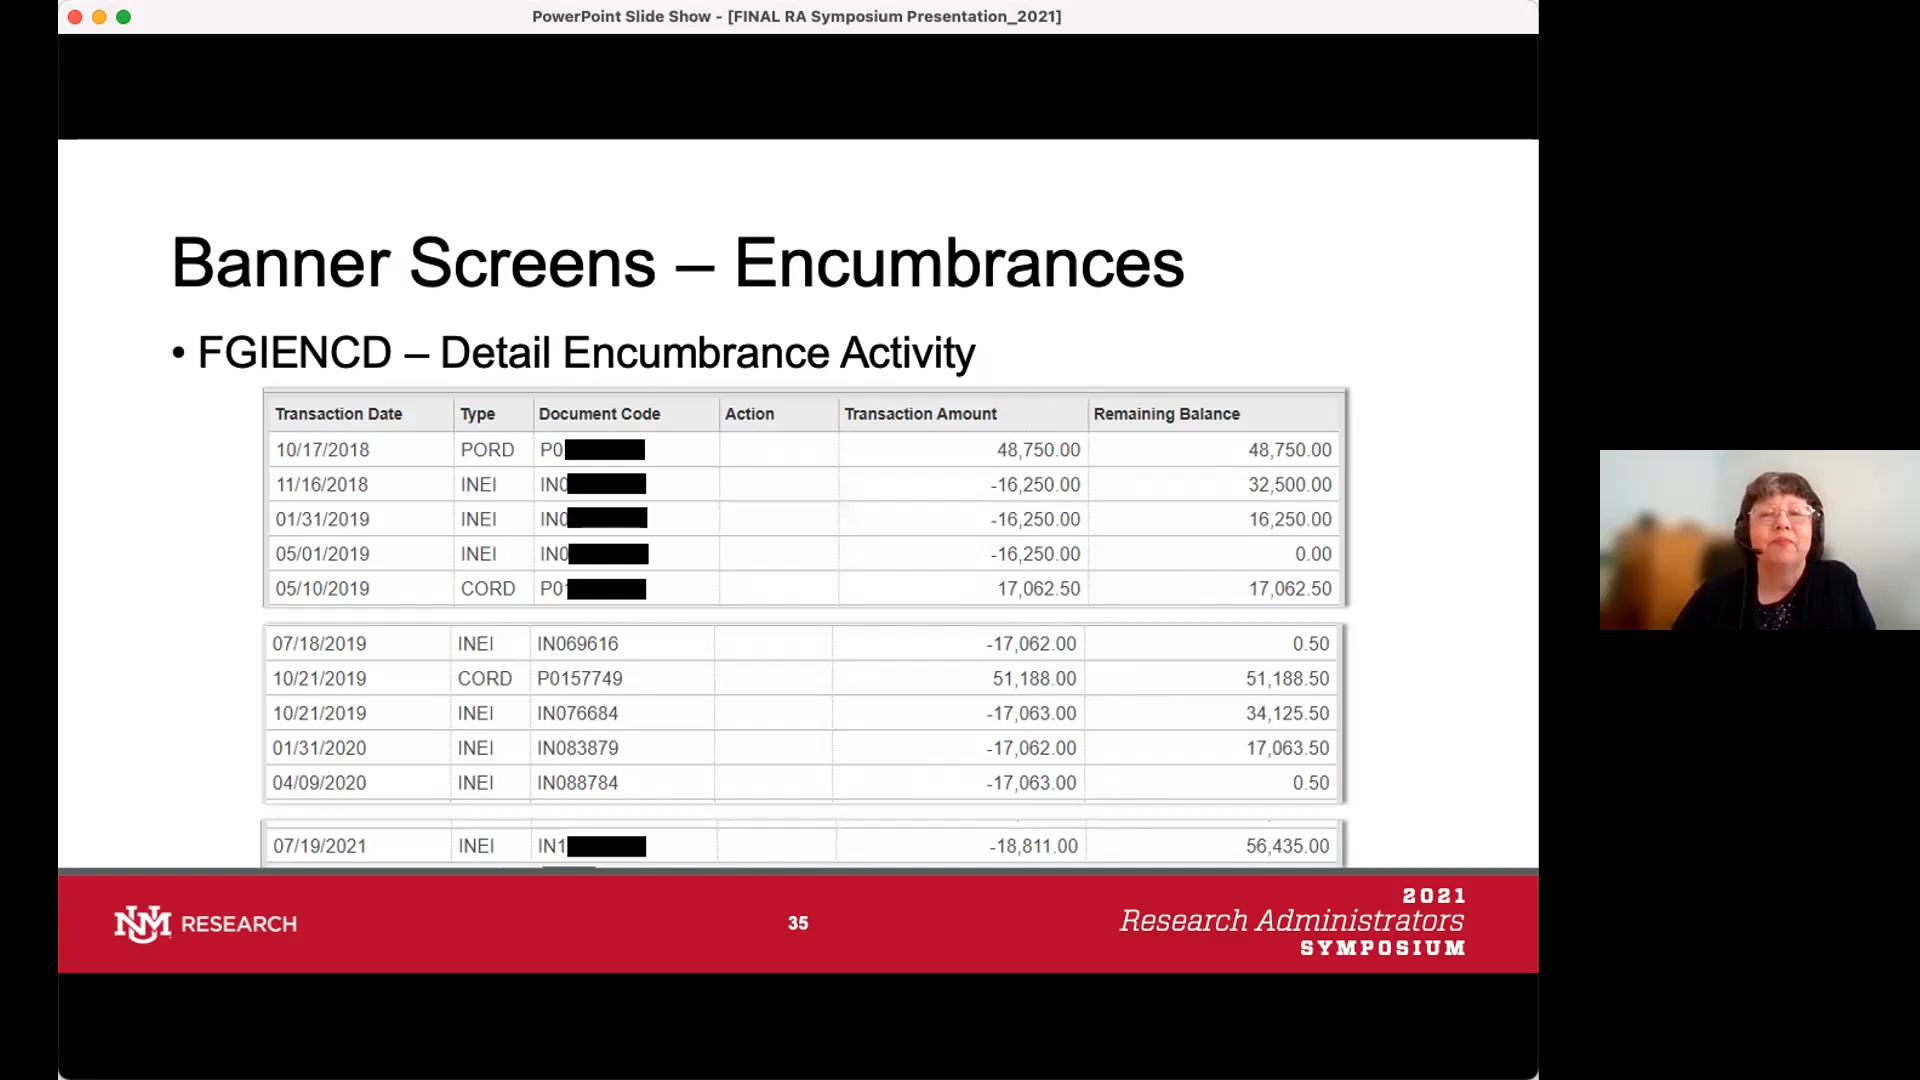 PowerPoint Slide Show - [FINAL RA Symposium Presentation_2021]
Banner Screens – Encumbrances
• FGIENCD – Detail Encumbrance Activity
Transaction Date Type Document Code Action Transaction Amount Remaining Balance
10/17/2018 PORD P0 48,750.00 48,750.00
11/16/2018 INEI IN0 -16,250.00 32,500.00
01/31/2019 INEI IN0 -16,250.00 16,250.00
05/01/2019 INEI IN0 -16,250.00 0.00
05/10/2019 CORD P0 17,062.50 17,062.50
07/18/2019 INEI IN069616 -17,062.00 0.50
10/21/2019 CORD P0157749 51,188.00 51,188.50
10/21/2019 INEI IN076684 -17,063.00 34,125.50
01/31/2020 INEI IN083879 -17,062.00 17,063.50
04/09/2020 INEI IN088784 -17,063.00 0.50
07/19/2021 INEI IN1 -18,811.00 56,435.00
UNM RESEARCH
35
2021
Research Administrators
SYMPOSIUM